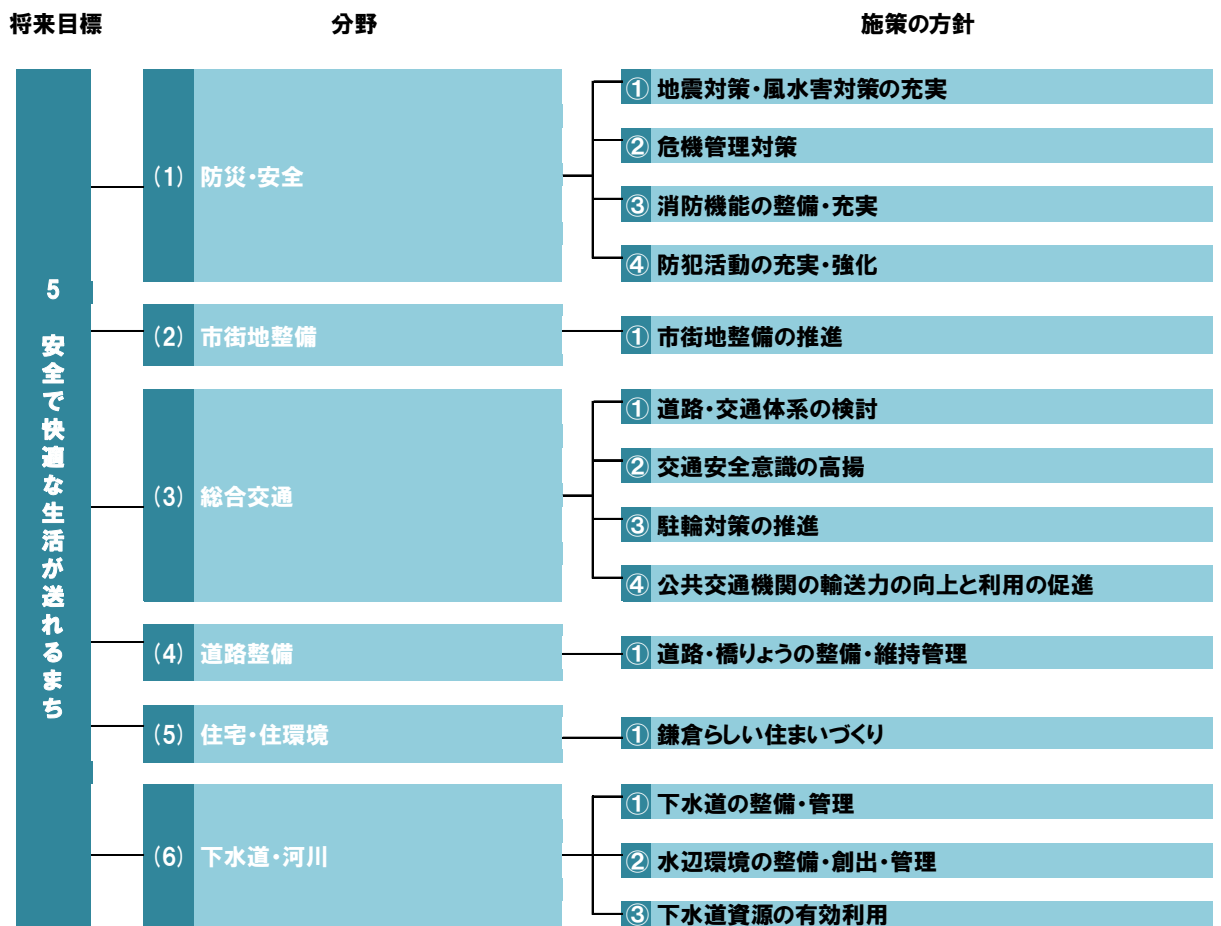 将来目標
分野
施策の方針
5 安全で快適な生活が送れるまち
(1) 防災・安全
① 地震対策・風水害対策の充実
② 危機管理対策
③ 消防機能の整備・充実
④ 防犯活動の充実・強化
(2) 市街地整備
① 市街地整備の推進
(3) 総合交通
① 道路・交通体系の検討
② 交通安全意識の高揚
③ 駐輪対策の推進
④ 公共交通機関の輸送力の向上と利用の促進
(4) 道路整備
① 道路・橋りょうの整備・維持管理
(5) 住宅・住環境
① 鎌倉らしい住まいづくり
(6) 下水道・河川
① 下水道の整備・管理
② 水辺環境の整備・創出・管理
③ 下水道資源の有効利用